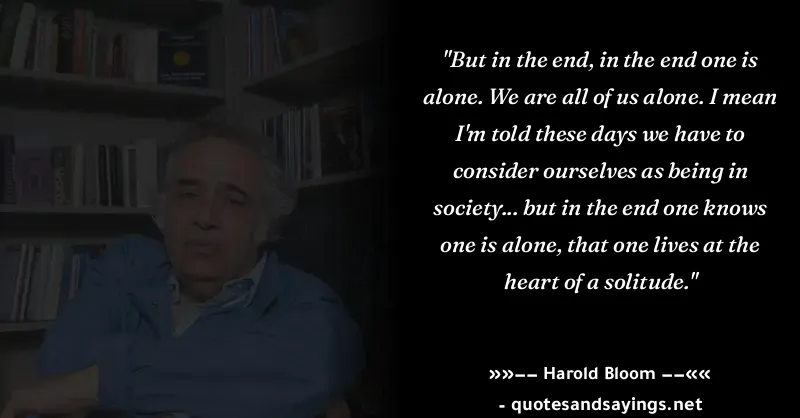 "But in the end, in the end one is
alone. We are all of us alone. I mean
I'm told these days we have to
consider ourselves as being in
society... but in the end one knows
one is alone, that one lives at the
heart of a solitude."
»»—— Harold Bloom ——««
- quotesandsayings.net